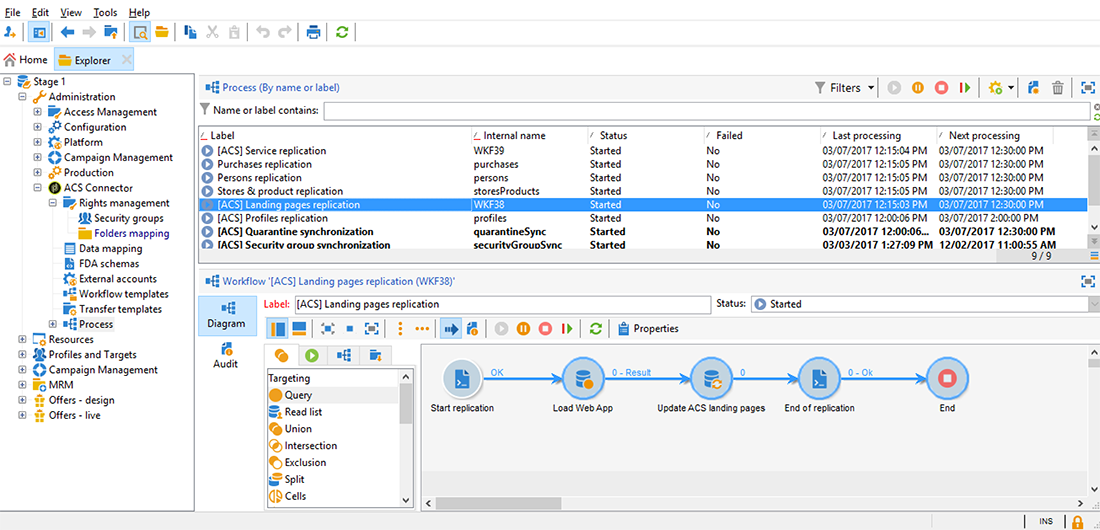 File Edit View Tools Help
Home Explorer
Stage 1
Administration
Access Management
Configuration
Platform
Campaign Management
Production
ACS Connector
Rights management
Security groups
Folders mapping
Data mapping
FDA schemas
External accounts
Workflow templates
Transfer templates
Process
Resources
Profiles and Targets
Campaign Management
MRM
Offers - design
Offers - live
Process (By name or label) Filters
Name or label contains:
Label Internal name Status Failed Last processing Next processing
[ACS] Service replication WKF39 Started No 03/07/2017 12:15:04 PM 03/07/2017 12:30:00 PM
Purchases replication purchases Started No 03/07/2017 12:15:05 PM 03/07/2017 12:30:00 PM
Persons replication persons Started No 03/07/2017 12:15:05 PM 03/07/2017 12:30:00 PM
Stores & product replication storesProducts Started No 03/07/2017 12:15:05 PM 03/07/2017 12:30:00 PM
[ACS] Landing pages replication WKF38 Started No 03/07/2017 12:15:03 PM 03/07/2017 12:30:00 PM
[ACS] Profiles replication profiles Started No 03/07/2017 12:00:06 PM 03/07/2017 2:00:00 PM
[ACS] Quarantine synchronization quarantineSync Started No 03/07/2017 12:00:06... 03/07/2017 12:30:00 PM
[ACS] Security group synchronization securityGroupSync Started No 03/03/2017 1:27:09 PM 12/02/2017 11:00:55 AM
9 / 9
Workflow '[ACS] Landing pages replication (WKF38)'
Diagram
Audit
Label: [ACS] Landing pages replication Status: Started
Properties
Targeting
Query
Read list
Union
Intersection
Exclusion
Split
Cells
OK 0 - Result 0 0 - Ok
Start replication Load Web App Update ACS landing pages End of replication End
INS